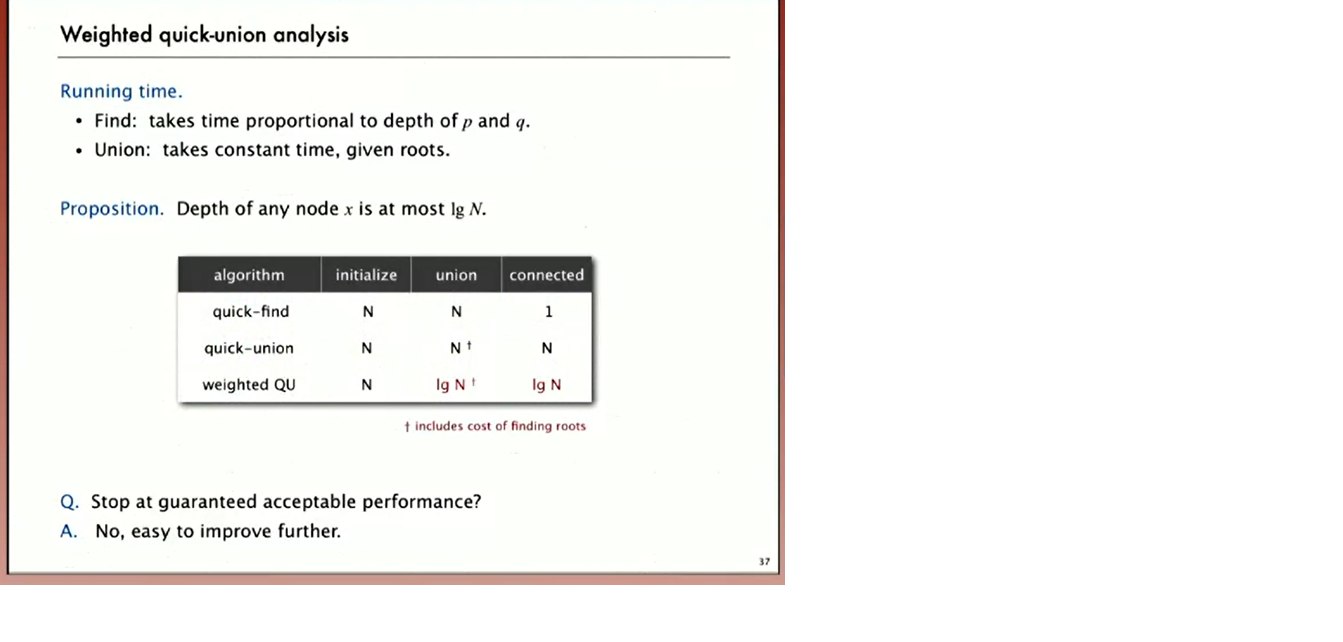 Weighted quick-union analysis
Running time.
• Find: takes time proportional to depth of p and q.
• Union: takes constant time, given roots.
Proposition. Depth of any node x is at most lg N.
algorithm initialize union connected
quick-find N N 1
quick-union N N † N
weighted QU N lg N † lg N
† includes cost of finding roots
Q. Stop at guaranteed acceptable performance?
A. No, easy to improve further.
37